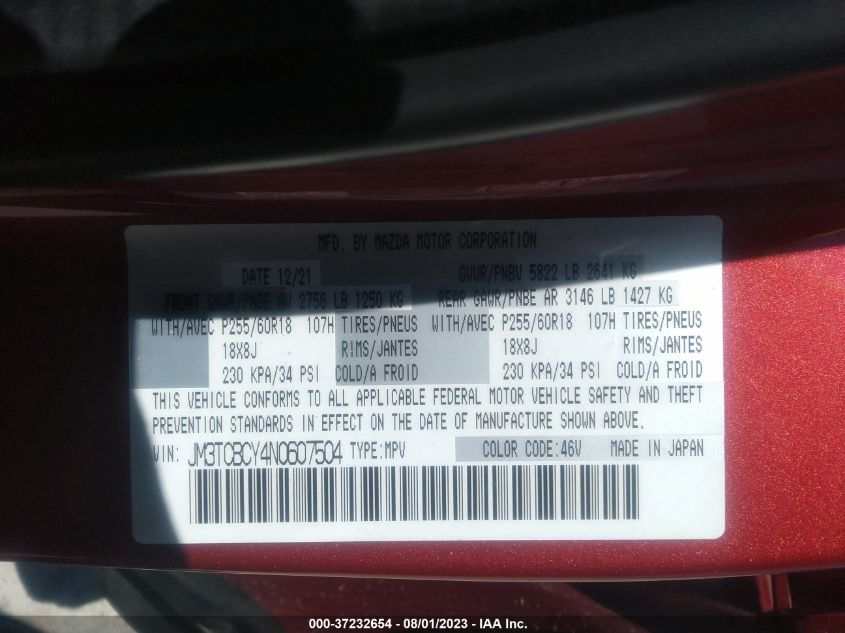 MFD. BY MAZDA MOTOR CORPORATION
DATE 12/21 GVWR/PNBV 5822 LB 2641 KG
FRONT GAWR/PNBE AV 2758 LB 1250 KG REAR GAWR/PNBE AR 3146 LB 1427 KG
WITH/AVEC P255/60R18 107H TIRES/PNEUS WITH/AVEC P255/60R18 107H TIRES/PNEUS
18X8J RIMS/JANTES 18X8J RIMS/JANTES
230 KPA/34 PSI COLD/A FROID 230 KPA/34 PSI COLD/A FROID
THIS VEHICLE CONFORMS TO ALL APPLICABLE FEDERAL MOTOR VEHICLE SAFETY AND THEFT
PREVENTION STANDARDS IN EFFECT ON THE DATE OF MANUFACTURE SHOWN ABOVE.
VIN: JM3TCBCY4N0607504 TYPE:MPV COLOR CODE:46V MADE IN JAPAN
000-37232654 - 08/01/2023 - IAA Inc.